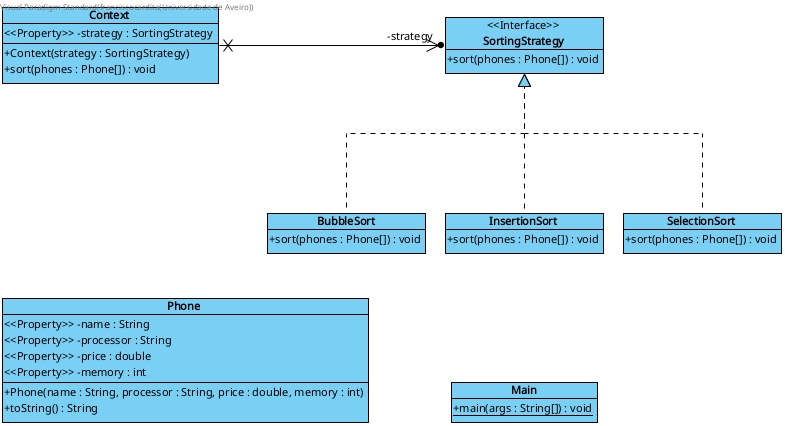 Visual Paradigm Standard(franciscocardita(Universidade de Aveiro))
Context
<<Property>> -strategy : SortingStrategy
+Context(strategy : SortingStrategy)
+sort(phones : Phone[]) : void
-strategy
<<Interface>>
SortingStrategy
+sort(phones : Phone[]) : void
BubbleSort
+sort(phones : Phone[]) : void
InsertionSort
+sort(phones : Phone[]) : void
SelectionSort
+sort(phones : Phone[]) : void
Phone
<<Property>> -name : String
<<Property>> -processor : String
<<Property>> -price : double
<<Property>> -memory : int
+Phone(name : String, processor : String, price : double, memory : int)
+toString() : String
Main
+main(args : String[]) : void